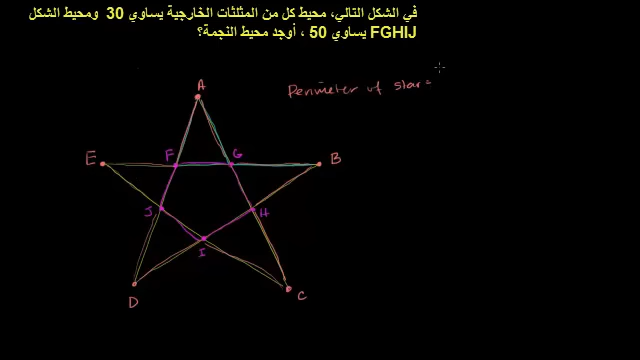 في الشكل التالي، محيط كل من المثلثات الخارجية يساوي 30 ومحيط الشكل
FGHIJ يساوي 50 ، أوجد محيط النجمة؟
Perimeter of star =
A
E
F
G
B
J
H
I
D
C